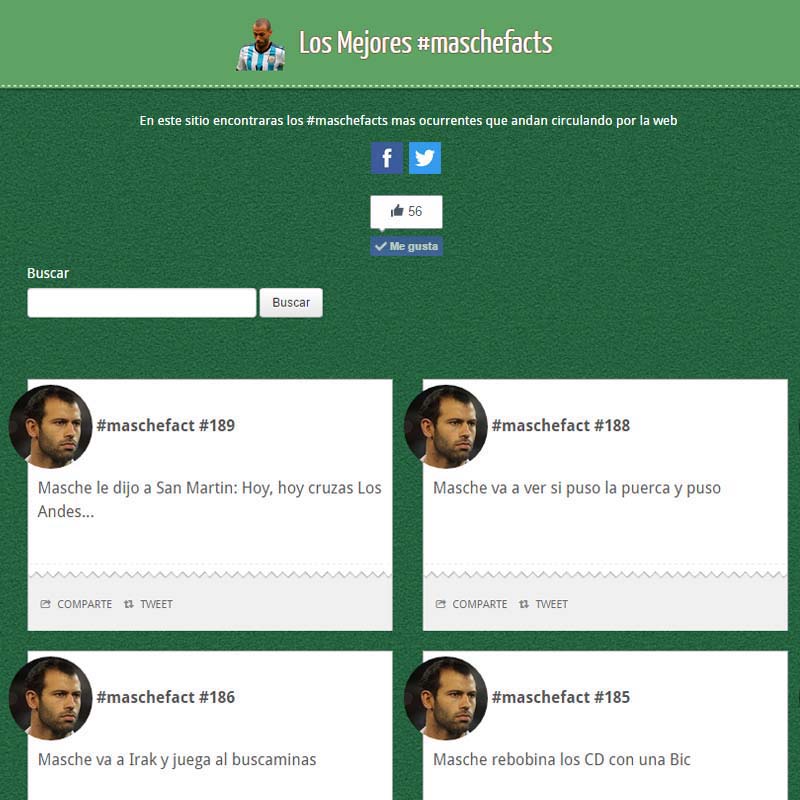 Los Mejores #maschefacts
En este sitio encontraras los #maschefacts mas ocurrentes que andan circulando por la web
f
56
Me gusta
Buscar
Buscar
#maschefact #189
Masche le dijo a San Martin: Hoy, hoy cruzas Los
Andes...
COMPARTE TWEET
#maschefact #188
Masche va a ver si puso la puerca y puso
COMPARTE TWEET
#maschefact #186
Masche va a Irak y juega al buscaminas
#maschefact #185
Masche rebobina los CD con una Bic